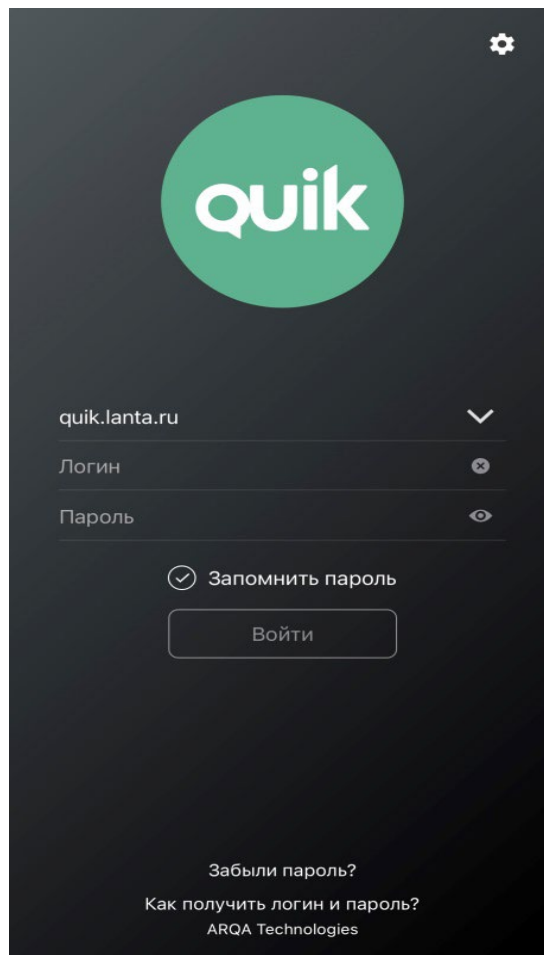 quik
quik.lanta.ru
Логин
Пароль
Запомнить пароль
Войти
Забыли пароль?
Как получить логин и пароль?
ARQA Technologies